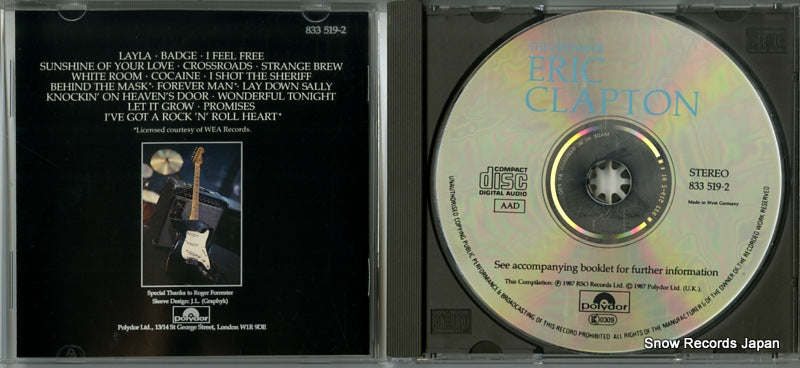 833 519-2
LAYLA · BADGE · I FEEL FREE
SUNSHINE OF YOUR LOVE · CROSSROADS · STRANGE BREW
WHITE ROOM · COCAINE · I SHOT THE SHERIFF
BEHIND THE MASK* · FOREVER MAN* · LAY DOWN SALLY
KNOCKIN' ON HEAVEN'S DOOR · WONDERFUL TONIGHT
LET IT GROW · PROMISES
I'VE GOT A ROCK 'N' ROLL HEART*
*Licensed courtesy of WEA Records.
Special Thanks to Roger Forrester
Sleeve Design: J.L. (Graphyk)
polydor
Polydor Ltd., 13/14 St George Street, London W1R 9DE
ERIC
CLAPTON
COMPACT
disc
DIGITAL AUDIO
AAD
STEREO
833 519-2
Made in West Germany
See accompanying booklet for further information
This Compilation: ℗ 1987 RSO Records Ltd. © 1987 Polydor Ltd. (U.K.).
polydor
LC 0309
UNAUTHORISED COPYING PUBLIC PERFORMANCE & BROADCASTING OF THIS RECORD PROHIBITED ALL RIGHTS OF THE MANUFACTURER & OF THE OWNER OF THE RECORDED WORK RESERVED
Snow Records Japan